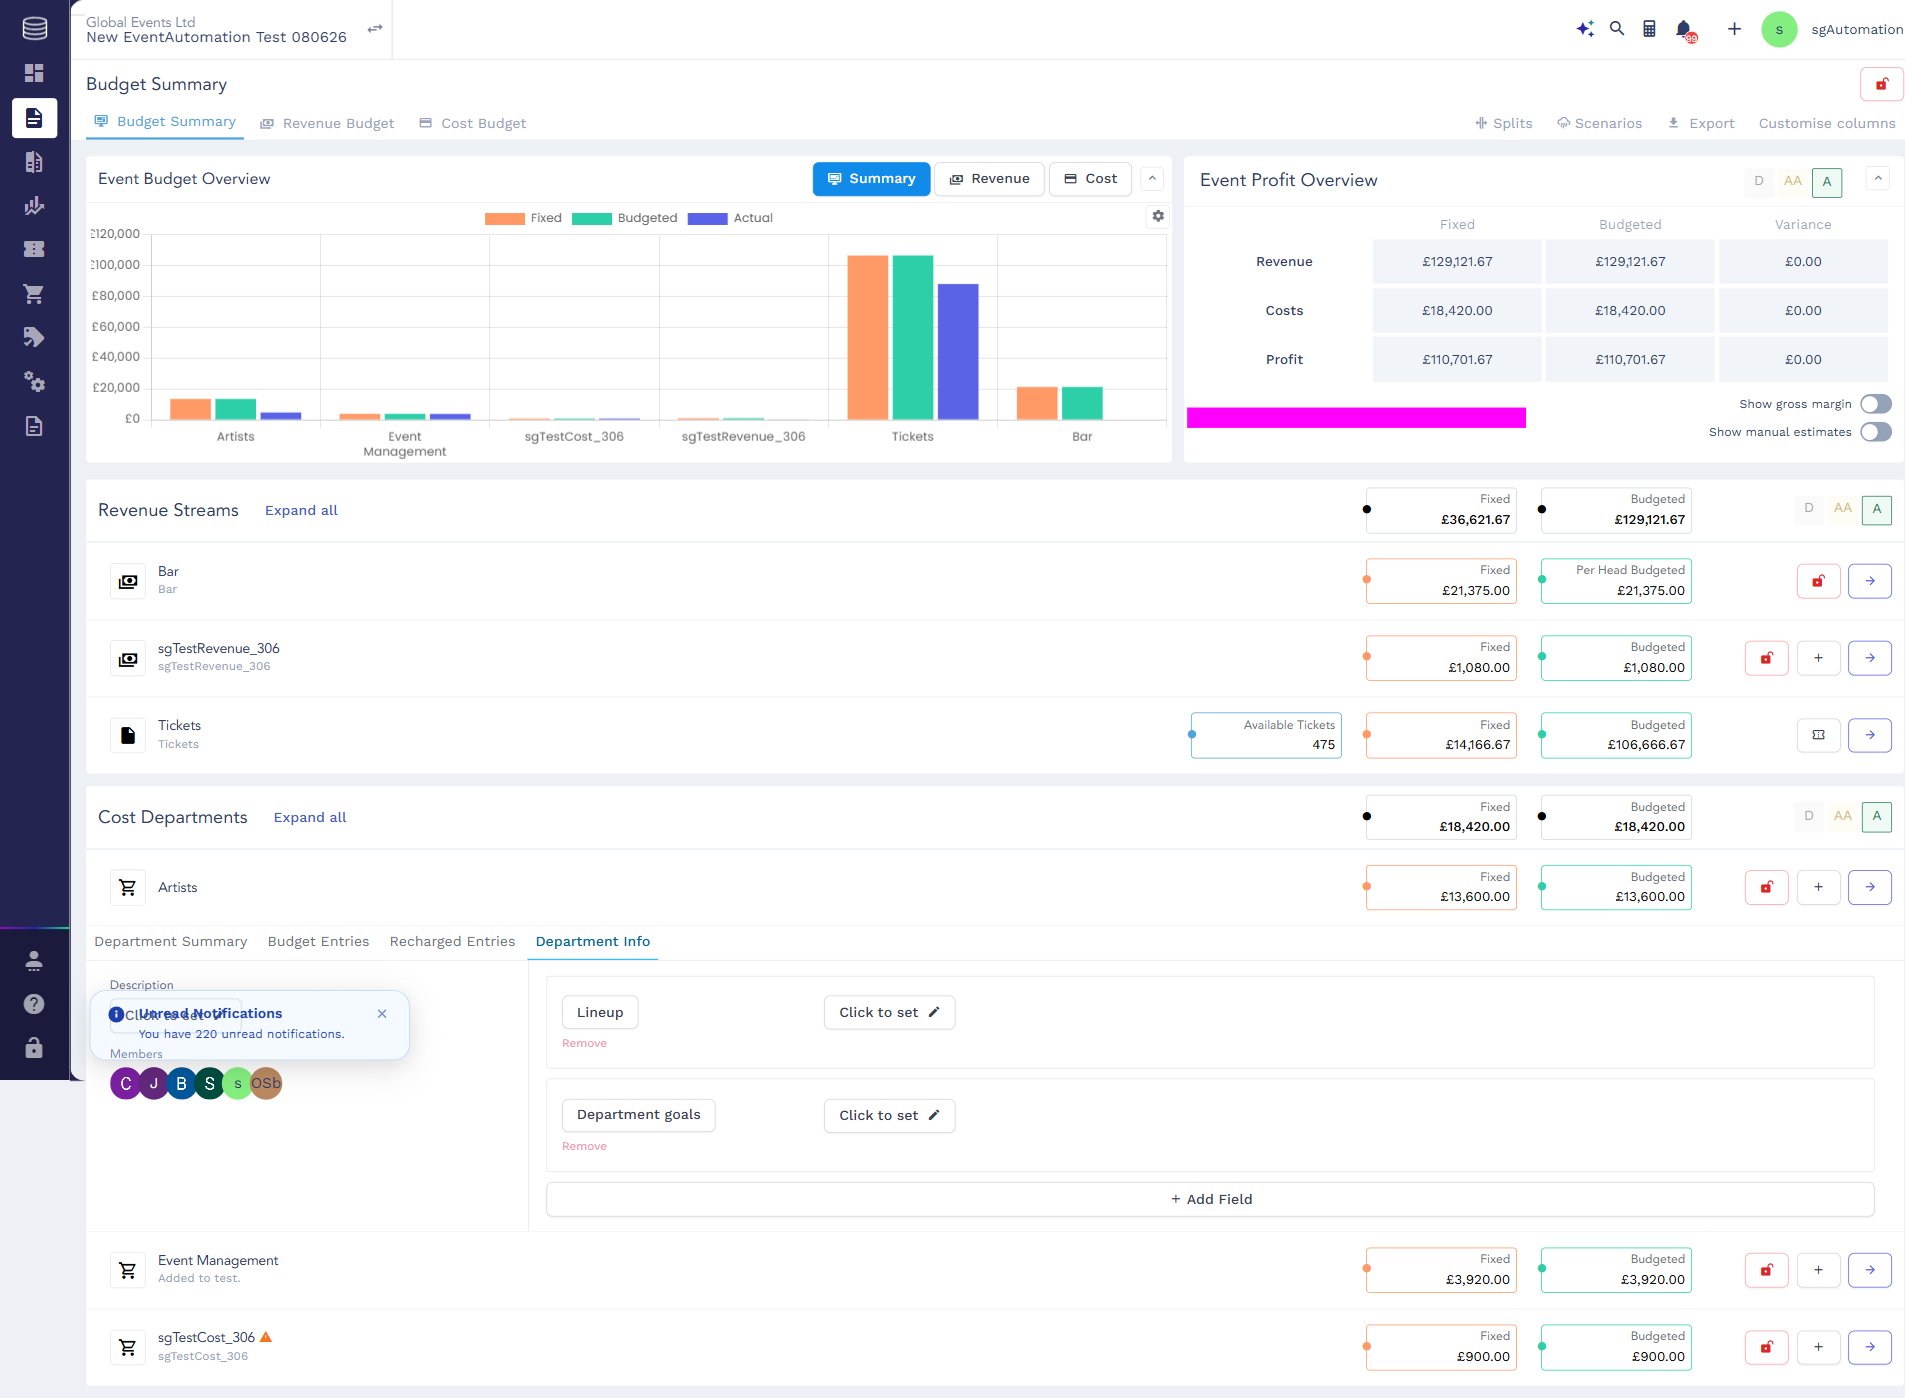 Global Events Ltd
New EventAutomation Test 080626
99
s
sgAutomation
Budget Summary
Budget Summary
Revenue Budget
Cost Budget
Splits
Scenarios
Export
Customise columns
Event Budget Overview
Summary
Revenue
Cost
Fixed
Budgeted
Actual
£120,000
£100,000
£80,000
£60,000
£40,000
£20,000
£0
Artists
Event
Management
sgTestCost_306
sgTestRevenue_306
Tickets
Bar
Event Profit Overview
D AA A
Fixed Budgeted Variance
Revenue £129,121.67 £129,121.67 £0.00
Costs £18,420.00 £18,420.00 £0.00
Profit £110,701.67 £110,701.67 £0.00
Show gross margin
Show manual estimates
Revenue Streams
Expand all
Fixed
£36,621.67
Budgeted
£129,121.67
D AA A
Bar
Bar
Fixed
£21,375.00
Per Head Budgeted
£21,375.00
sgTestRevenue_306
sgTestRevenue_306
Fixed
£1,080.00
Budgeted
£1,080.00
Tickets
Tickets
Available Tickets
475
Fixed
£14,166.67
Budgeted
£106,666.67
Cost Departments
Expand all
Fixed
£18,420.00
Budgeted
£18,420.00
D AA A
Artists
Fixed
£13,600.00
Budgeted
£13,600.00
Department Summary
Budget Entries
Recharged Entries
Department Info
Description
Click to set
Unread Notifications
You have 220 unread notifications.
Members
C J B S s OSb
Lineup
Click to set
Remove
Department goals
Click to set
Remove
+ Add Field
Event Management
Added to test.
Fixed
£3,920.00
Budgeted
£3,920.00
sgTestCost_306
sgTestCost_306
Fixed
£900.00
Budgeted
£900.00